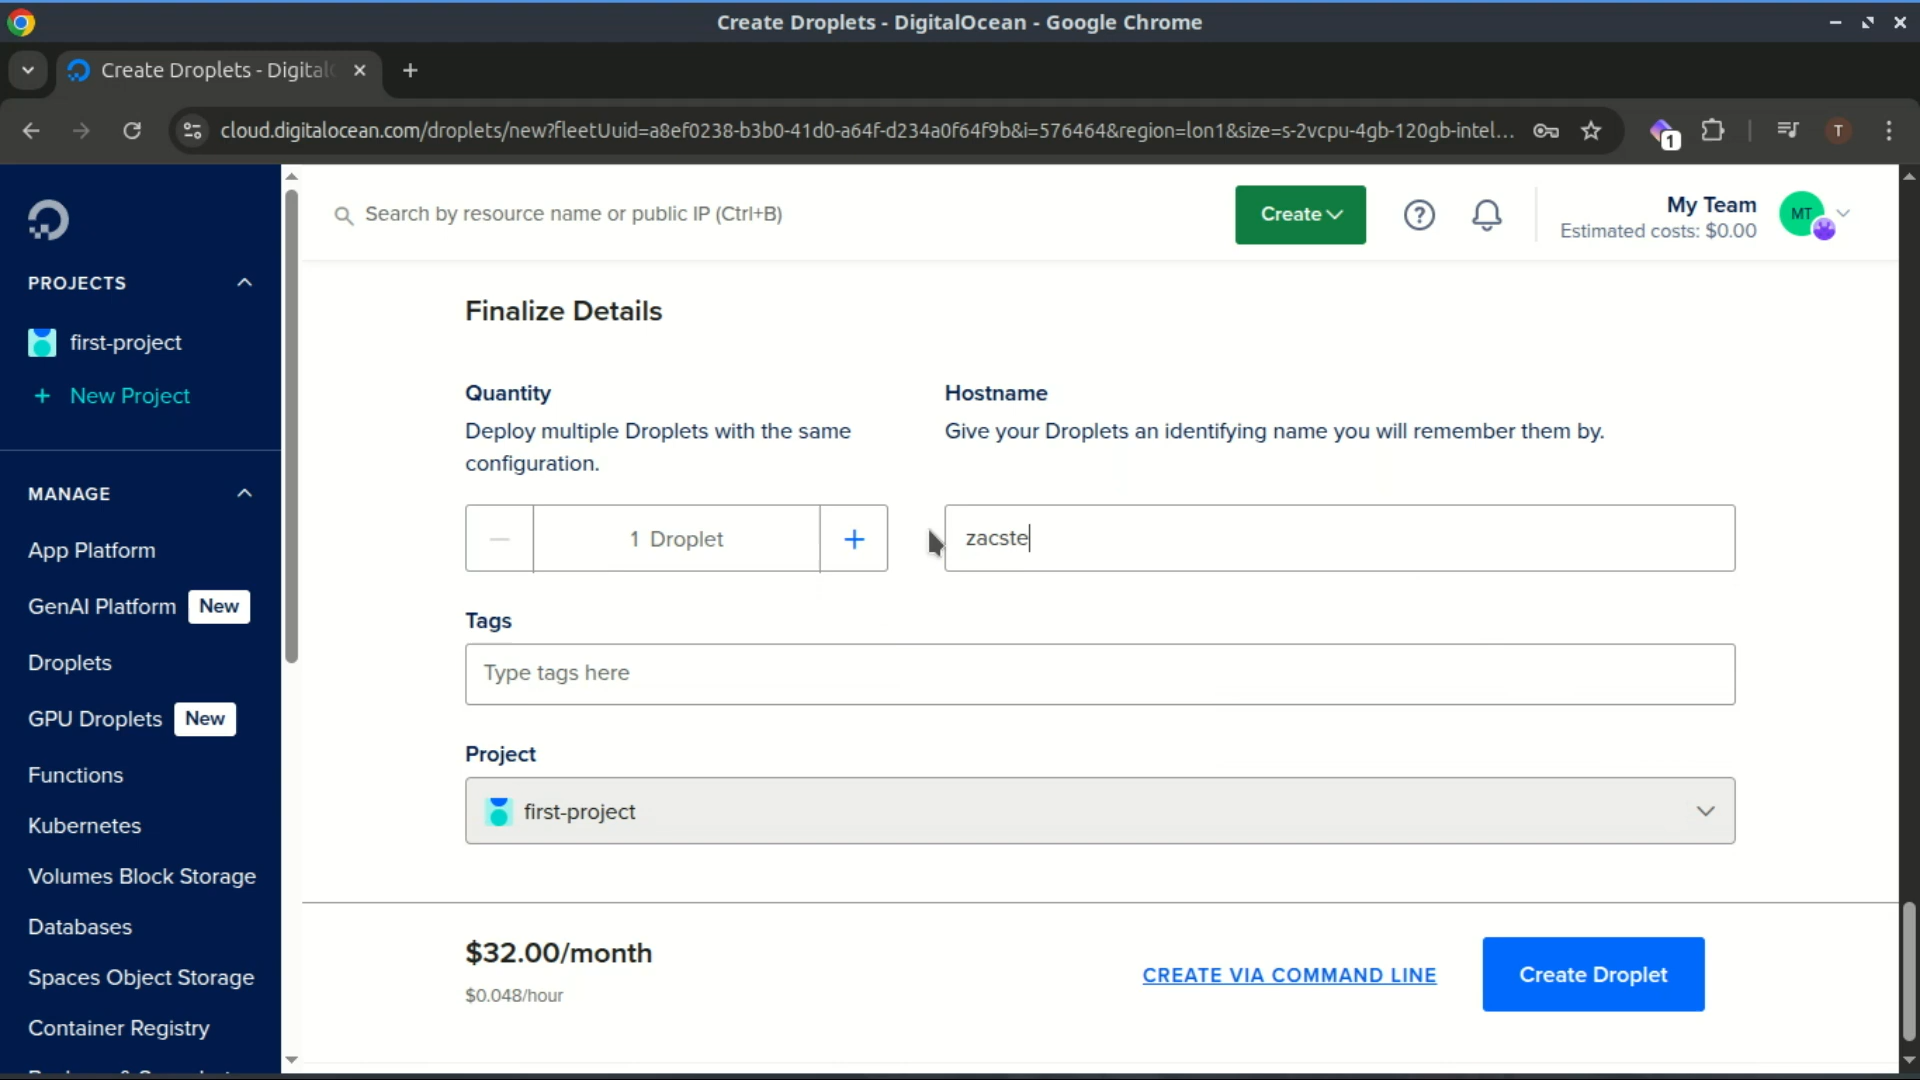 Create Droplets - DigitalOcean - Google Chrome
Create Droplets - Digital
cloud.digitalocean.com/droplets/new?fleetUuid=a8ef0238-b3b0-41d0-a64f-d234a0f64f9b&i=576464&region=lon1&size=s-2vcpu-4gb-120gb-intel...
1
T
Search by resource name or public IP (Ctrl+B)
Create
My Team
Estimated costs: $0.00
MT
PROJECTS
first-project
+ New Project
MANAGE
App Platform
GenAI Platform New
Droplets
GPU Droplets New
Functions
Kubernetes
Volumes Block Storage
Databases
Spaces Object Storage
Container Registry
Finalize Details
Quantity
Deploy multiple Droplets with the same
configuration.
1 Droplet
Hostname
Give your Droplets an identifying name you will remember them by.
zacste
Tags
Type tags here
Project
first-project
$32.00/month
$0.048/hour
CREATE VIA COMMAND LINE
Create Droplet